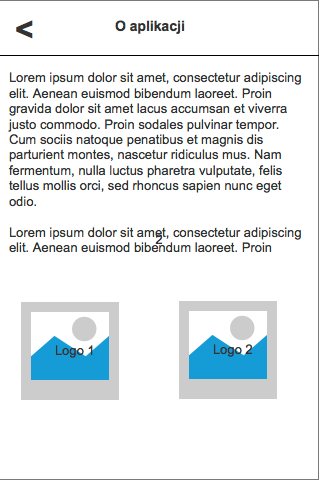 <
O aplikacji
Lorem ipsum dolor sit amet, consectetur adipiscing
elit. Aenean euismod bibendum laoreet. Proin
gravida dolor sit amet lacus accumsan et viverra
justo commodo. Proin sodales pulvinar tempor.
Cum sociis natoque penatibus et magnis dis
parturient montes, nascetur ridiculus mus. Nam
fermentum, nulla luctus pharetra vulputate, felis
tellus mollis orci, sed rhoncus sapien nunc eget
odio.
Lorem ipsum dolor sit amet, consectetur adipiscing
2
elit. Aenean euismod bibendum laoreet. Proin
Logo 1
Logo 2